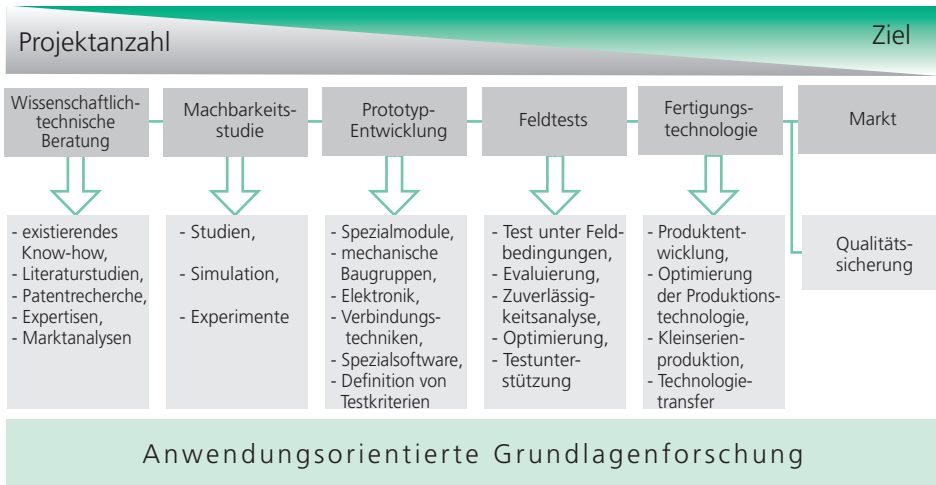 Projektanzahl
Ziel
Wissenschaftlich-
technische
Beratung
Machbarkeits-
studie
Prototyp-
Entwicklung
Feldtests
Fertigungs-
technologie
Markt
- existierendes
Know-how,
- Literaturstudien,
- Patentrecherche,
- Expertisen,
- Marktanalysen
- Studien,
- Simulation,
- Experimente
- Spezialmodule,
- mechanische
Baugruppen,
- Elektronik,
- Verbindungs-
techniken,
- Spezialsoftware,
- Definition von
Testkriterien
- Test unter Feld-
bedingungen,
- Evaluierung,
- Zuverlässig-
keitsanalyse,
- Optimierung,
- Testunter-
stützung
- Produktent-
wicklung,
- Optimierung
der Produktions-
technologie,
- Kleinserien-
produktion,
- Technologie-
transfer
Qualitäts-
sicherung
Anwendungsorientierte Grundlagenforschung